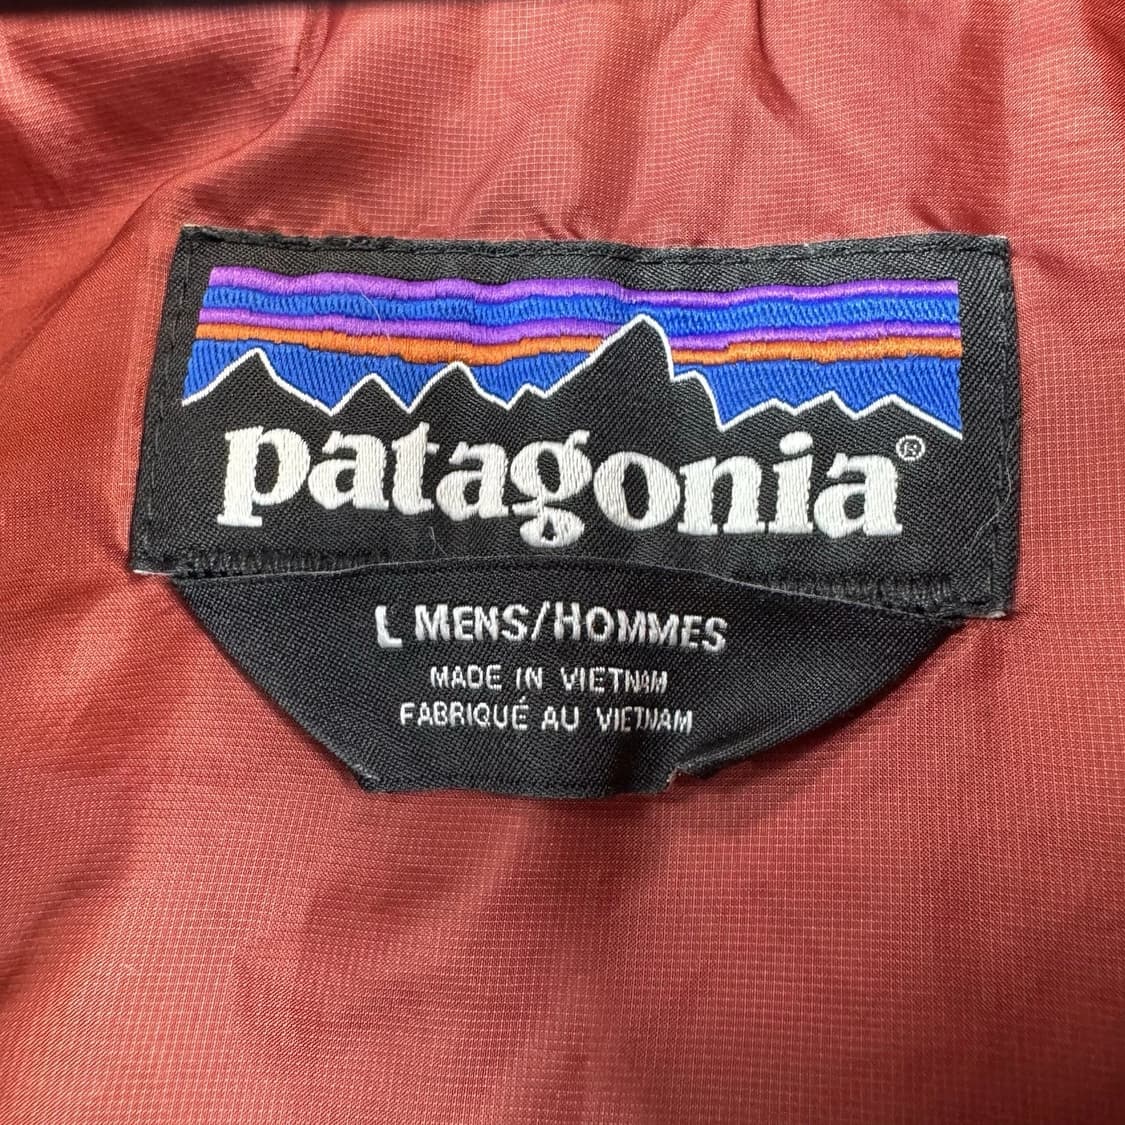 patagonia®
L MENS/HOMMES
MADE IN VIETNAM
FABRIQUÉ AU VIETNAM